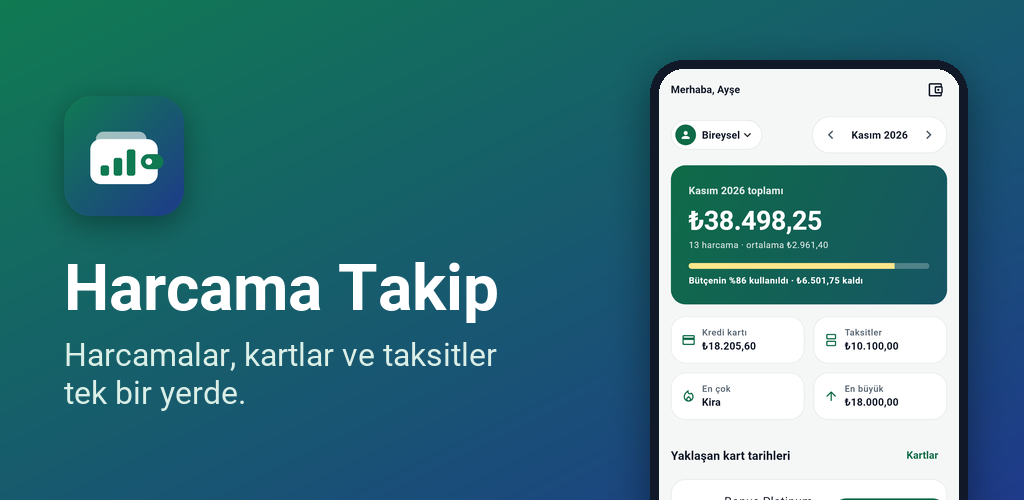 Harcama Takip
Harcamalar, kartlar ve taksitler
tek bir yerde.
Merhaba, Ayşe
Bireysel
Kasım 2026
Kasım 2026 toplamı
₺38.498,25
13 harcama · ortalama ₺2.961,40
Bütçenin %86 kullanıldı · ₺6.501,75 kaldı
Kredi kartı
₺18.205,60
Taksitler
₺10.100,00
En çok
Kira
En büyük
₺18.000,00
Yaklaşan kart tarihleri
Kartlar
Bonus Platinum